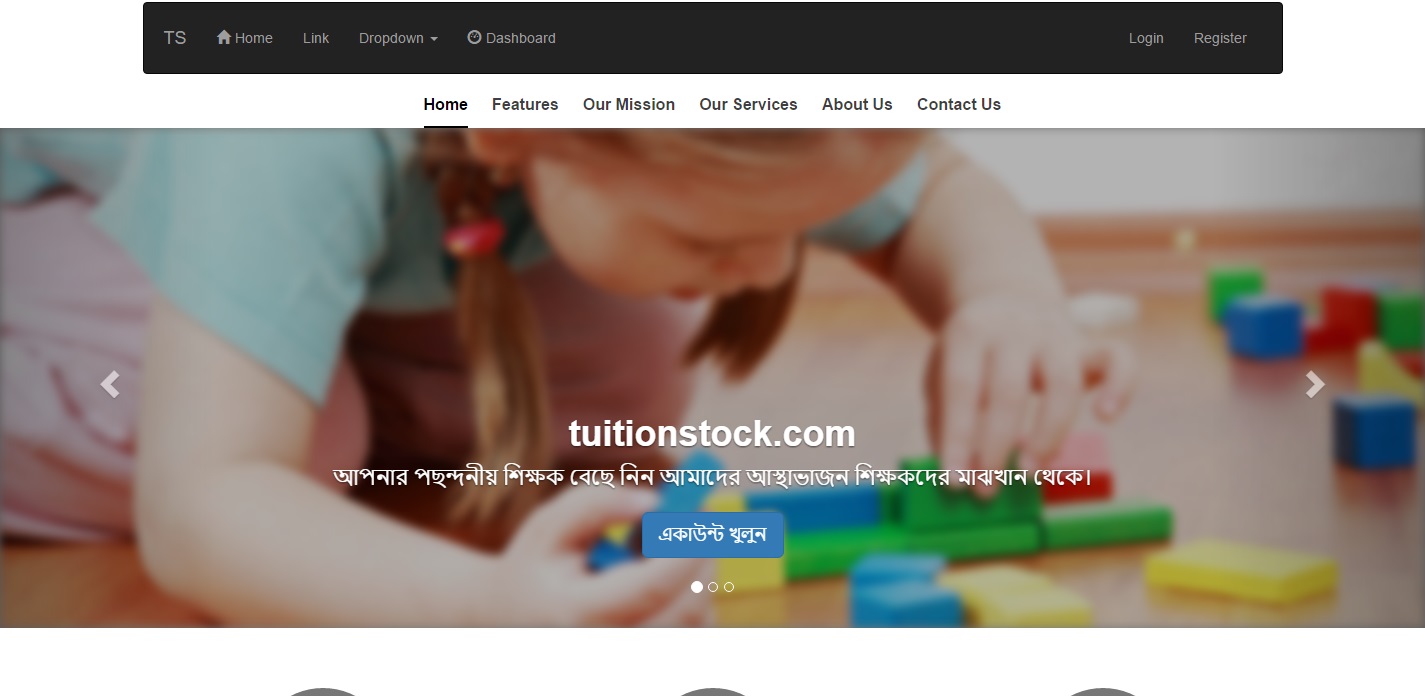 TS Home Link Dropdown Dashboard Login Register
Home Features Our Mission Our Services About Us Contact Us
tuitionstock.com
আপনার পছন্দনীয় শিক্ষক বেছে নিন আমাদের আস্থাভাজন শিক্ষকদের মাঝখান থেকে।
একাউন্ট খুলুন